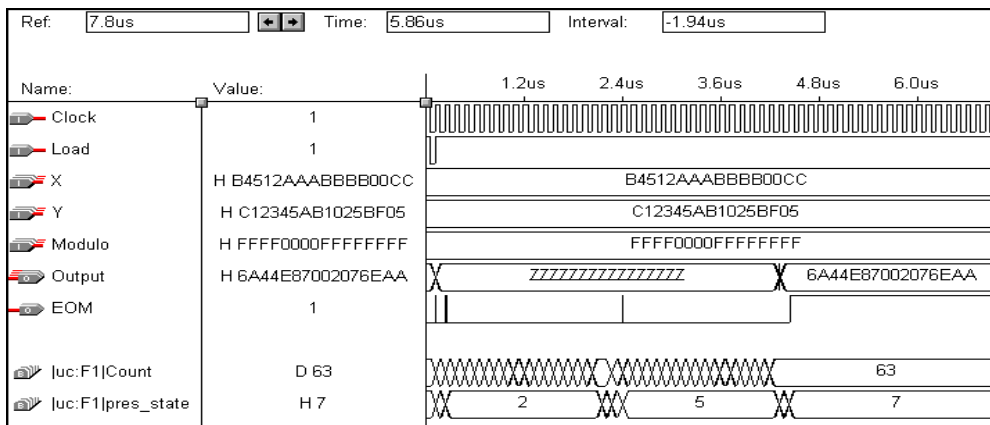 Ref: 7.8us Time: 5.86us Interval: -1.94us
Name: Value: 1.2us 2.4us 3.6us 4.8us 6.0us
Clock 1
Load 1
X H B4512AAABBBB00CC B4512AAABBBB00CC
Y H C12345AB1025BF05 C12345AB1025BF05
Modulo H FFFF0000FFFFFFFF FFFF0000FFFFFFFF
Output H 6A44E87002076EAA ZZZZZZZZZZZZZZZZ 6A44E87002076EAA
EOM 1
|uc:F1|Count D 63 63
|uc:F1|pres_state H 7 2 5 7